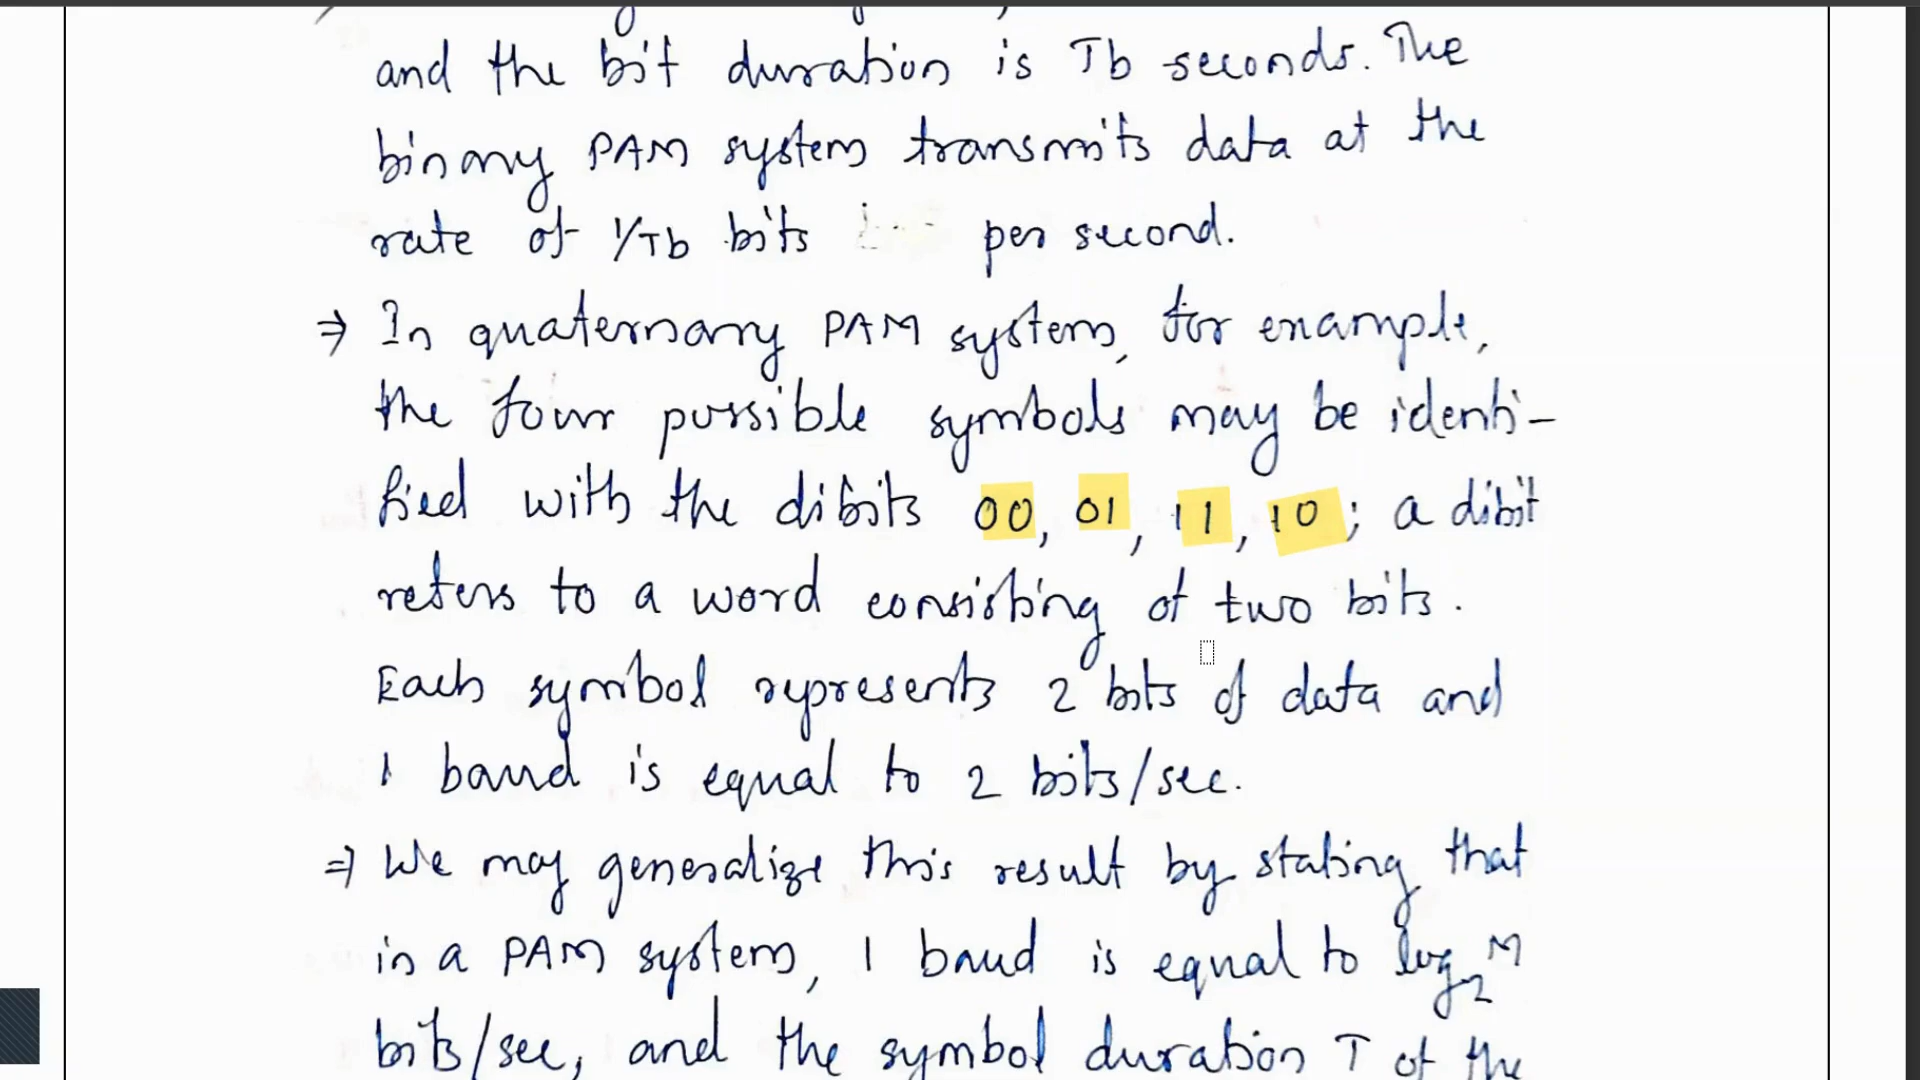 and the bit duration is Tb seconds. The
binary PAM system transmits data at the
rate of 1/Tb bits per second.
⇒ In quaternary PAM system, for example,
the four possible symbols may be identi-
fied with the dibits 00, 01, 11, 10; a dibit
refers to a word consisting of two bits.
Each symbol represents 2 bits of data and
1 baud is equal to 2 bits/sec.
⇒ We may generalize this result by stating that
in a PAM system, 1 baud is equal to log₂M
bits/sec, and the symbol duration T of the